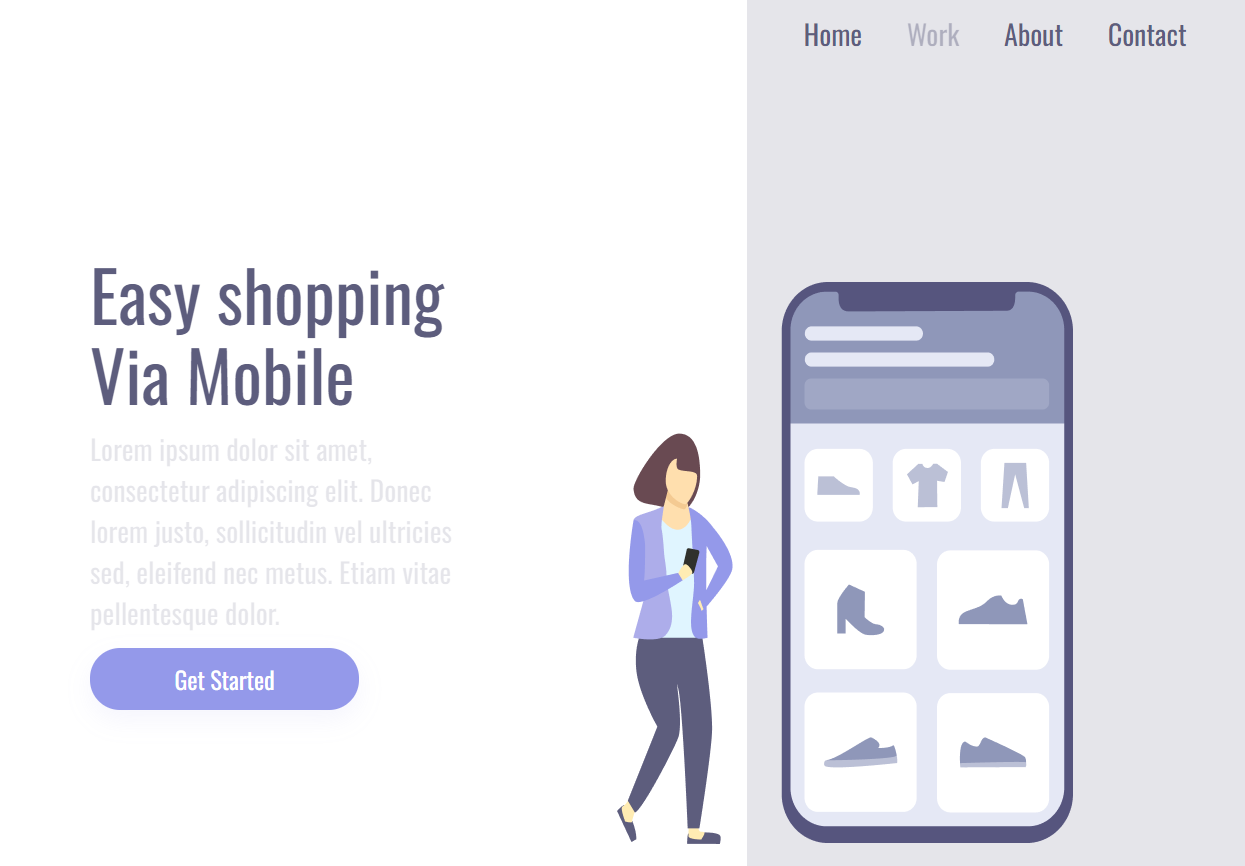 Home Work About Contact
Easy shopping
Via Mobile
Lorem ipsum dolor sit amet,
consectetur adipiscing elit. Donec
lorem justo, sollicitudin vel ultricies
sed, eleifend nec metus. Etiam vitae
pellentesque dolor.
Get Started